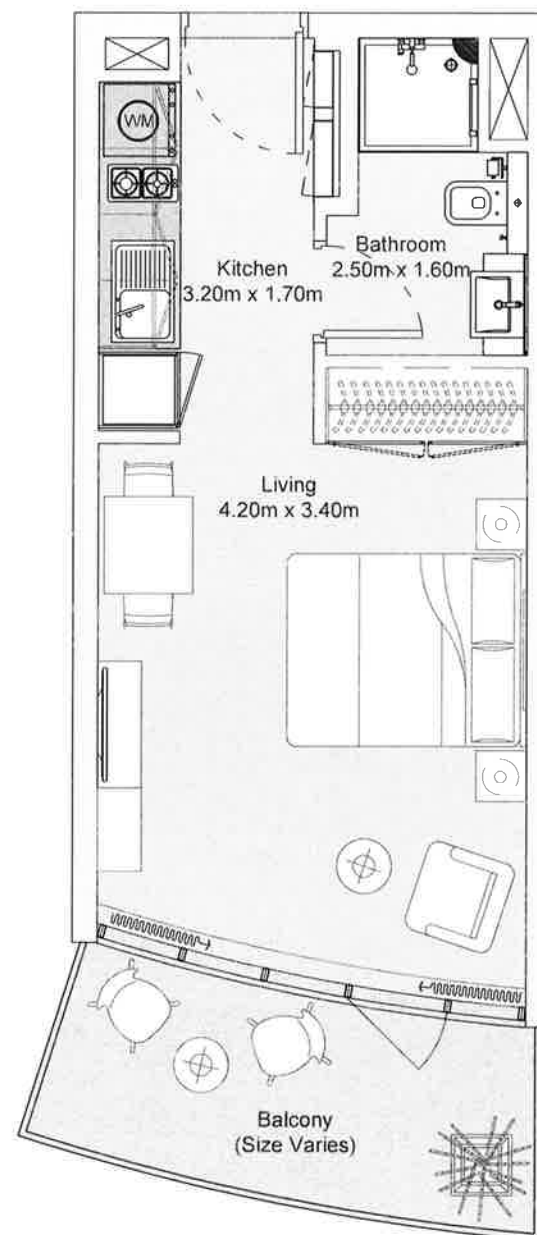 WM
Kitchen
3.20m x 1.70m
Bathroom
2.50m x 1.60m
Living
4.20m x 3.40m
Balcony
(Size Varies)